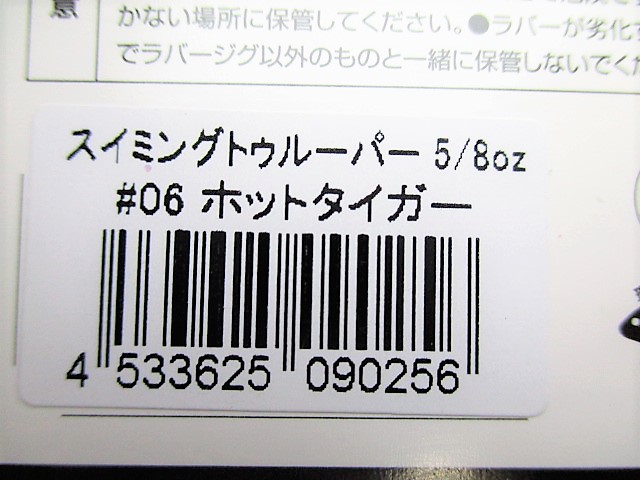 意
かない場所に保管してください。●ラバーが劣化す
でラバージグ以外のものと一緒に保管しないでくだ
スイミングトゥルーパー 5/8oz
#06 ホットタイガー
4 533625 090256